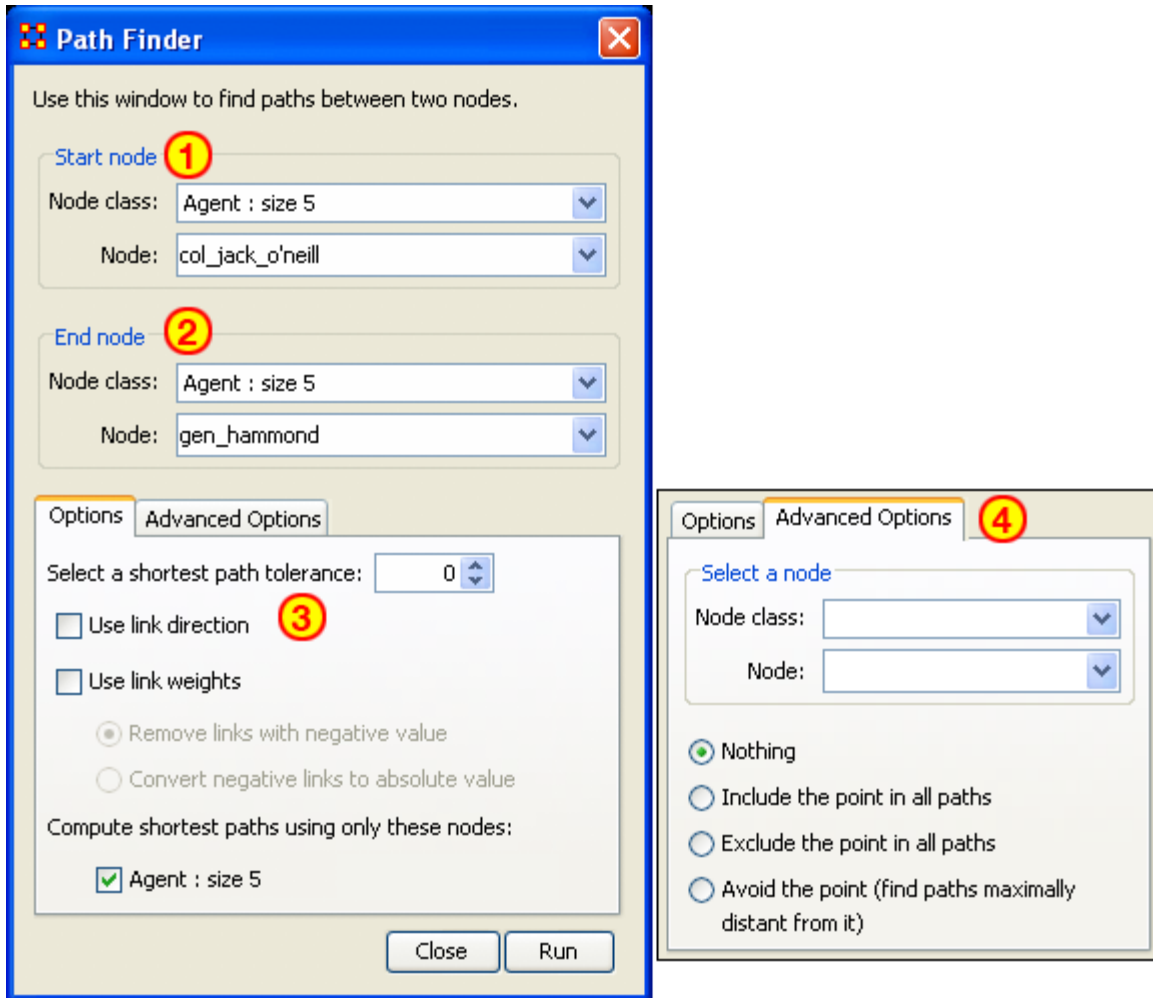 Path Finder
Use this window to find paths between two nodes.
Start node 1
Node class: Agent : size 5
Node: col_jack_o'neill
End node 2
Node class: Agent : size 5
Node: gen_hammond
Options Advanced Options
Select a shortest path tolerance: 0
3
Use link direction
Use link weights
Remove links with negative value
Convert negative links to absolute value
Compute shortest paths using only these nodes:
Agent : size 5
Close Run
Options Advanced Options 4
Select a node
Node class:
Node:
Nothing
Include the point in all paths
Exclude the point in all paths
Avoid the point (find paths maximally
distant from it)